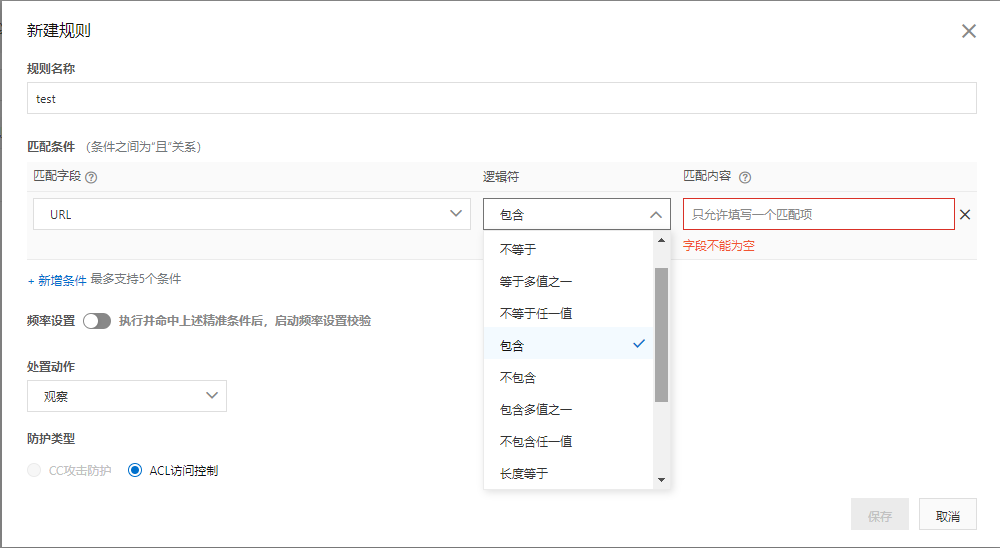 新建规则
规则名称
test
匹配条件 (条件之间为"且"关系)
匹配字段 逻辑符 匹配内容
URL 包含 只允许填写一个匹配项
字段不能为空
不等于
等于多值之一
不等于任一值
包含
不包含
包含多值之一
不包含任一值
长度等于
+ 新增条件 最多支持5个条件
频率设置 执行并命中上述精准条件后，启动频率设置校验
处置动作
观察
防护类型
CC攻击防护 ACL访问控制
保存 取消